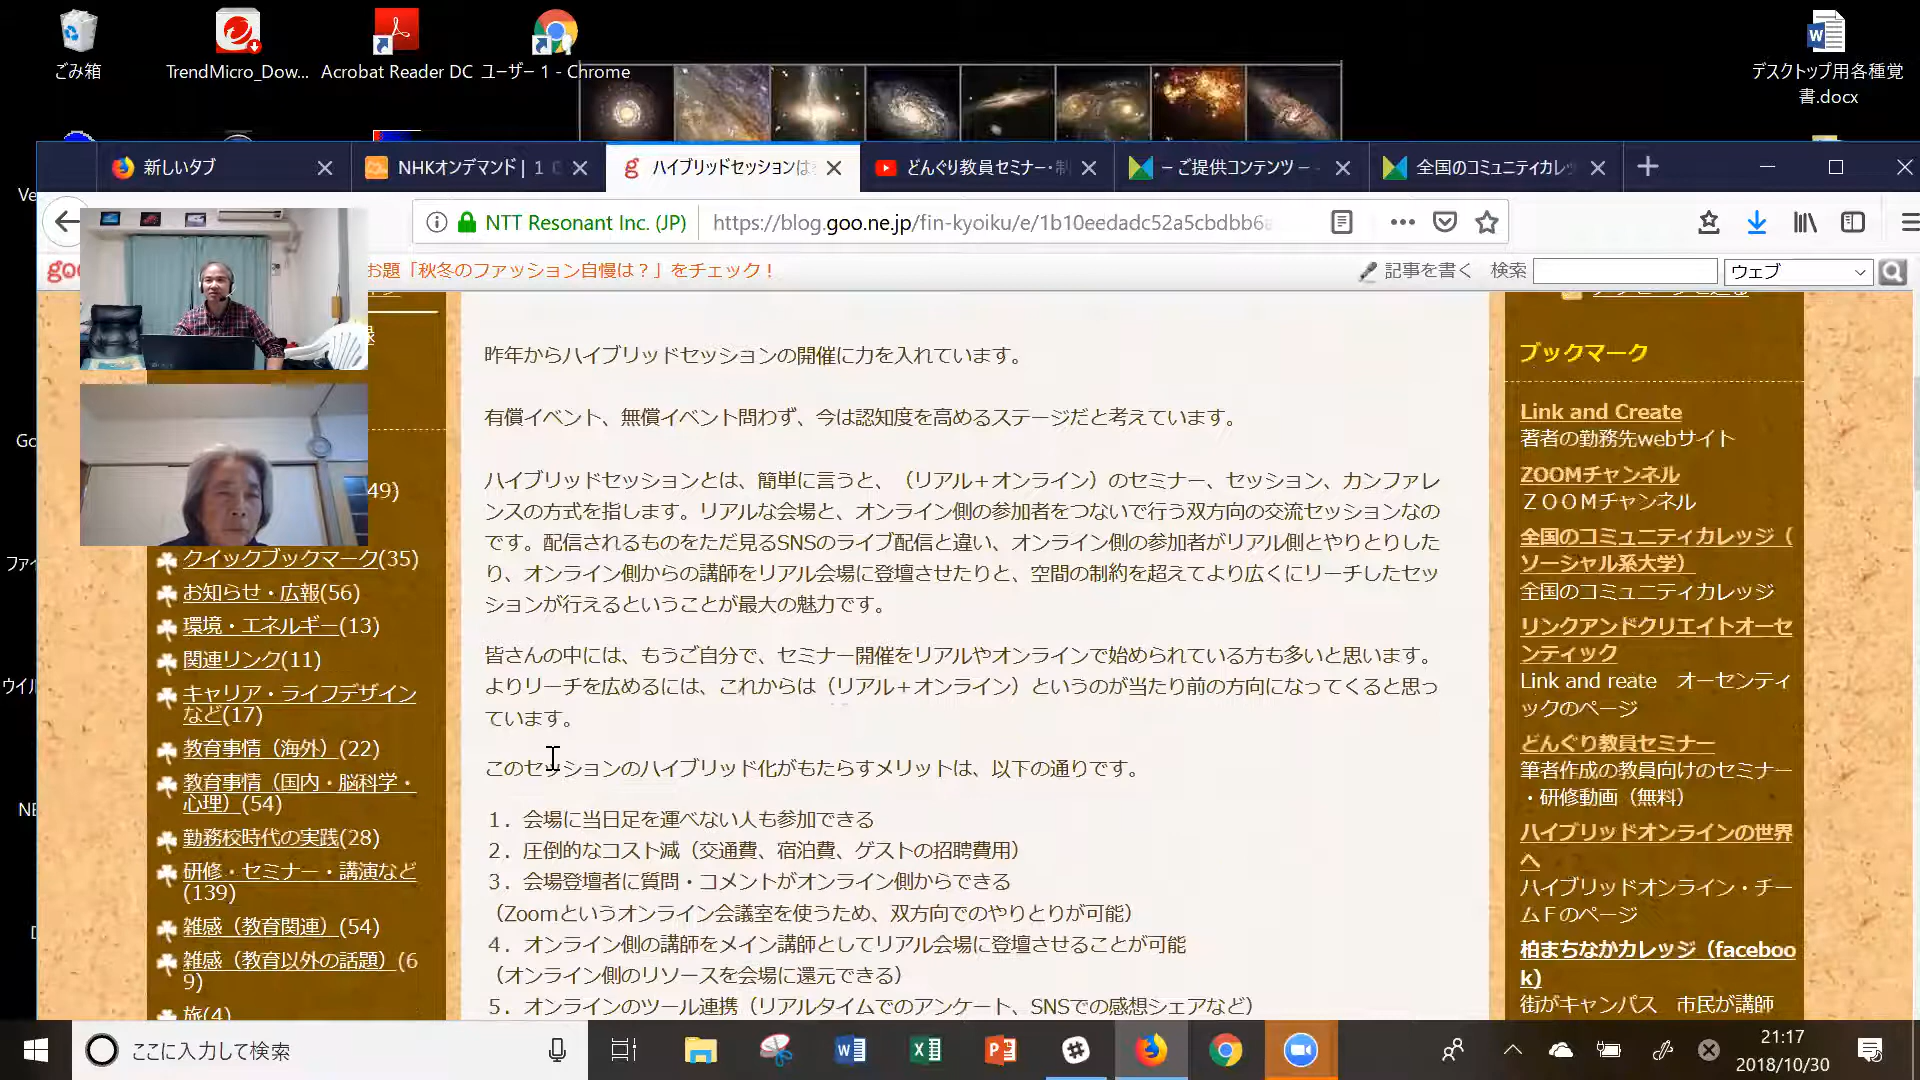 ごみ箱
TrendMicro_Dow...
Acrobat Reader DC
ユーザー 1 - Chrome
デスクトップ用各種覚
書.docx
新しいタブ
NHKオンデマンド | 1
ハイブリッドセッションは
どんぐり教員セミナー・
－ご提供コンテンツ－
全国のコミュニティカレッ
NTT Resonant Inc. (JP)
https://blog.goo.ne.jp/fin-kyoiku/e/1b10eedadc52a5cbdbb6
お題「秋冬のファッション自慢は？」をチェック！
記事を書く
検索
ウェブ
49)
クイックブックマーク(35)
お知らせ・広報(56)
環境・エネルギー(13)
関連リンク(11)
キャリア・ライフデザイン
など(17)
教育事情（海外）(22)
教育事情（国内・脳科学・
心理）(54)
勤務校時代の実践(28)
研修・セミナー・講演など
(139)
雑感（教育関連）(54)
雑感（教育以外の話題）(6
9)
旅(4)
昨年からハイブリッドセッションの開催に力を入れています。
有償イベント、無償イベント問わず、今は認知度を高めるステージだと考えています。
ハイブリッドセッションとは、簡単に言うと、（リアル＋オンライン）のセミナー、セッション、カンファレ
ンスの方式を指します。リアルな会場と、オンライン側の参加者をつないで行う双方向の交流セッションなの
です。配信されるものをただ見るSNSのライブ配信と違い、オンライン側の参加者がリアル側とやりとりした
り、オンライン側からの講師をリアル会場に登壇させたりと、空間の制約を超えてより広くにリーチしたセッ
ションが行えるということが最大の魅力です。
皆さんの中には、もうご自分で、セミナー開催をリアルやオンラインで始められている方も多いと思います。
よりリーチを広めるには、これからは（リアル＋オンライン）というのが当たり前の方向になってくると思っ
ています。
このセッションのハイブリッド化がもたらすメリットは、以下の通りです。
１．会場に当日足を運べない人も参加できる
２．圧倒的なコスト減（交通費、宿泊費、ゲストの招聘費用）
３．会場登壇者に質問・コメントがオンライン側からできる
（Zoomというオンライン会議室を使うため、双方向でのやりとりが可能）
４．オンライン側の講師をメイン講師としてリアル会場に登壇させることが可能
（オンライン側のリソースを会場に還元できる）
５．オンラインのツール連携（リアルタイムでのアンケート、SNSでの感想シェアなど）
ブックマーク
Link and Create
著者の勤務先webサイト
ZOOMチャンネル
ＺＯＯＭチャンネル
全国のコミュニティカレッジ（
ソーシャル系大学）
全国のコミュニティカレッジ
リンクアンドクリエイトオーセ
ンティック
Link and reate　オーセンティ
ックのページ
どんぐり教員セミナー
筆者作成の教員向けのセミナー
・研修動画（無料）
ハイブリッドオンラインの世界
へ
ハイブリッドオンライン・チー
ムＦのページ
柏まちなかカレッジ（faceboo
k)
街がキャンパス　市民が講師
ここに入力して検索
21:17
2018/10/30